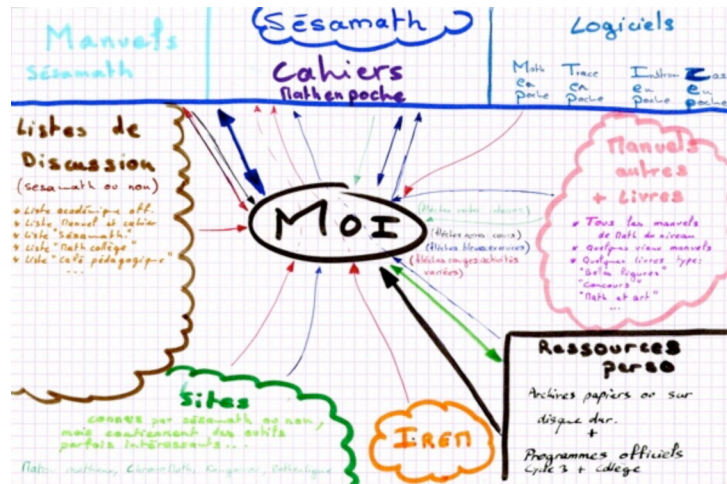 Manuels
Sésamath
Sésamath
Cahiers
Mathenpoche
Logiciels
Math
en
poche
Trace
en
poche
Instrum
en
poche
Cas
en
poche
Listes de
Discussion
(sésamath ou non)
* Liste académique off.
* Liste Manuel et cahier
* Liste "Sésamath"
* Liste "Math collège"
* Liste "Café pédagogique"
...
MOI
(flèches noires cours)
(flèches bleues exercices)
(flèches rouges activités
variées)
Manuels
autres
+ Livres
* Tous les manuels
de Math du niveau
* Quelques vieux manuels
* Quelques livres type:
"Belles figures"
"Concours"
"Math et art"
...
Ressources
perso
Archives papiers ou sur
disque dur.
+
Programmes officiels
Cycle 3 + Collège
Sites
connus par sésamath ou non,
mais contiennent des outils
parfois intéressants...
IREM